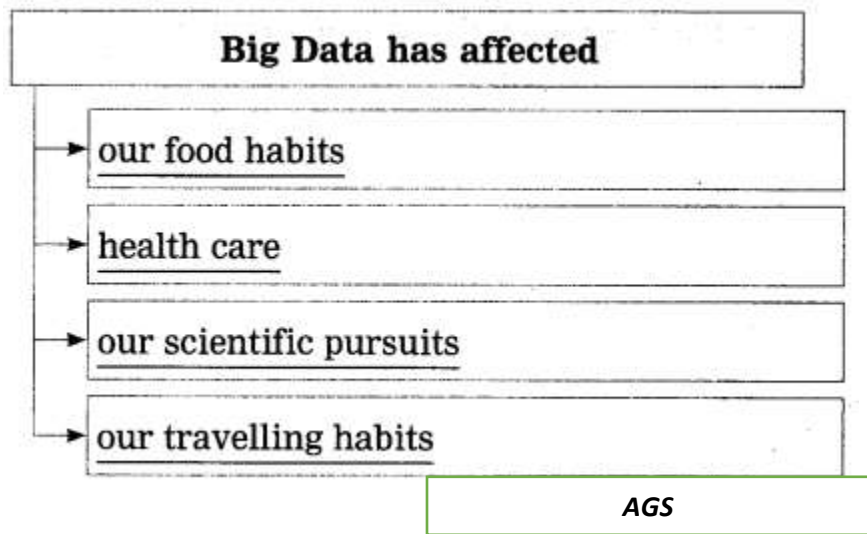 Big Data has affected
our food habits
health care
our scientific pursuits
our travelling habits
AGS